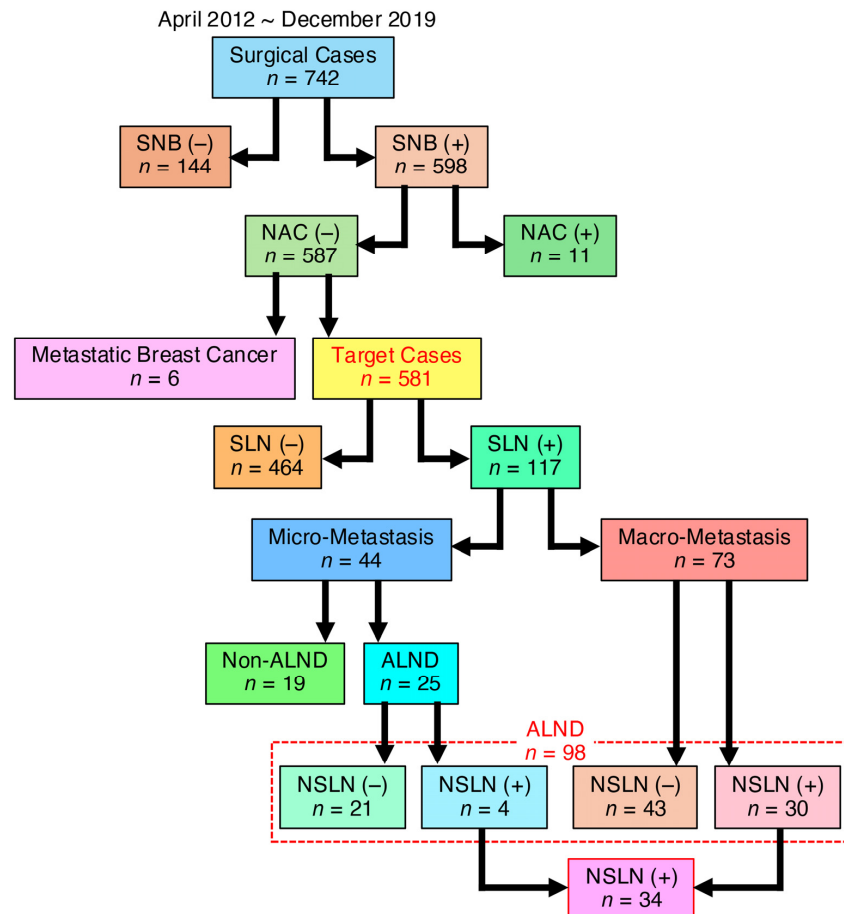 April 2012 ~ December 2019
Surgical Cases
n = 742
SNB (–)
n = 144
SNB (+)
n = 598
NAC (–)
n = 587
NAC (+)
n = 11
Metastatic Breast Cancer
n = 6
Target Cases
n = 581
SLN (–)
n = 464
SLN (+)
n = 117
Micro-Metastasis
n = 44
Macro-Metastasis
n = 73
Non-ALND
n = 19
ALND
n = 25
ALND
n = 98
NSLN (–)
n = 21
NSLN (+)
n = 4
NSLN (–)
n = 43
NSLN (+)
n = 30
NSLN (+)
n = 34